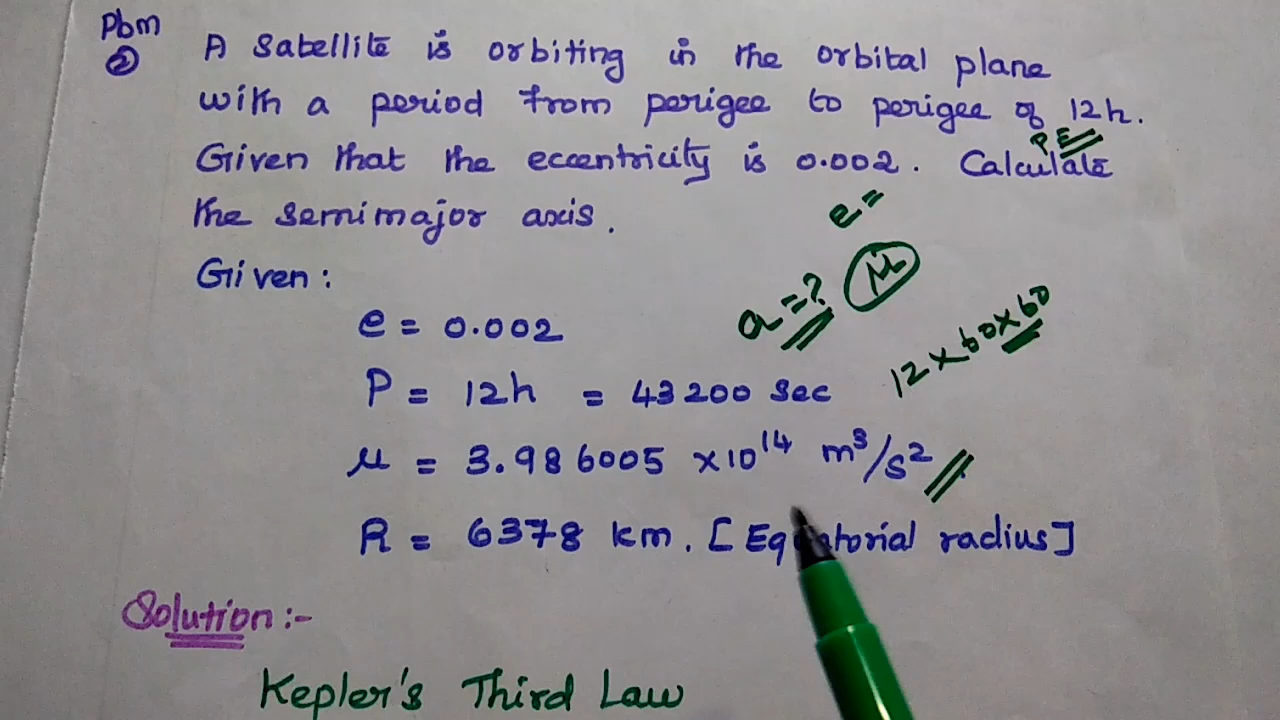 Pbm
② A satellite is orbiting in the orbital plane
with a period from perigee to perigee of 12h.
P E
Given that the eccentricity is 0.002. Calculate
the semimajor axis.
e =
Given:
a = ? μ
e = 0.002
12 × 60 × 60
P = 12h = 43200 sec
μ = 3.986005 × 10¹⁴ m³/s²
R = 6378 km. [Equatorial radius]
Solution:-
Kepler's Third Law